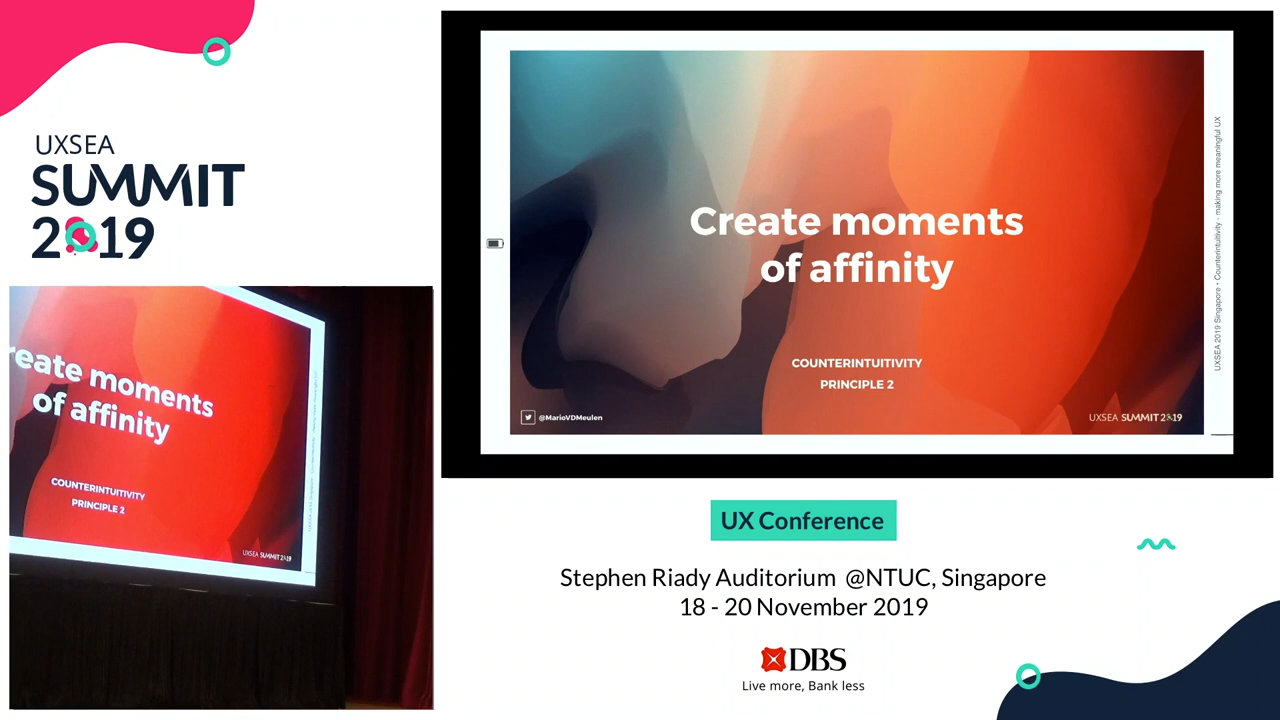 UXSEA
SUMMIT
2019
Create moments
of affinity
COUNTERINTUITIVITY
PRINCIPLE 2
@MarioVDMeulen
UXSEA SUMMIT 2019
UXSEA 2019 Singapore • Counterintuitivity - making more meaningful UX
reate moments
of affinity
COUNTERINTUITIVITY
PRINCIPLE 2
UXSEA SUMMIT 2019
UX Conference
Stephen Riady Auditorium @NTUC, Singapore
18 - 20 November 2019
DBS
Live more, Bank less